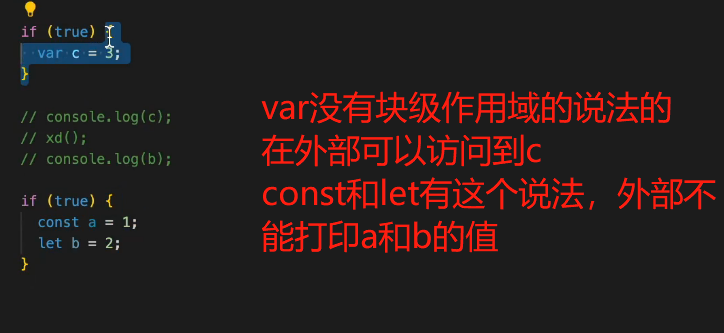 if (true) {
var c = 3;
}
// console.log(c);
// xd();
// console.log(b);
if (true) {
const a = 1;
let b = 2;
}
var没有块级作用域的说法的
在外部可以访问到c
const和let有这个说法，外部不
能打印a和b的值